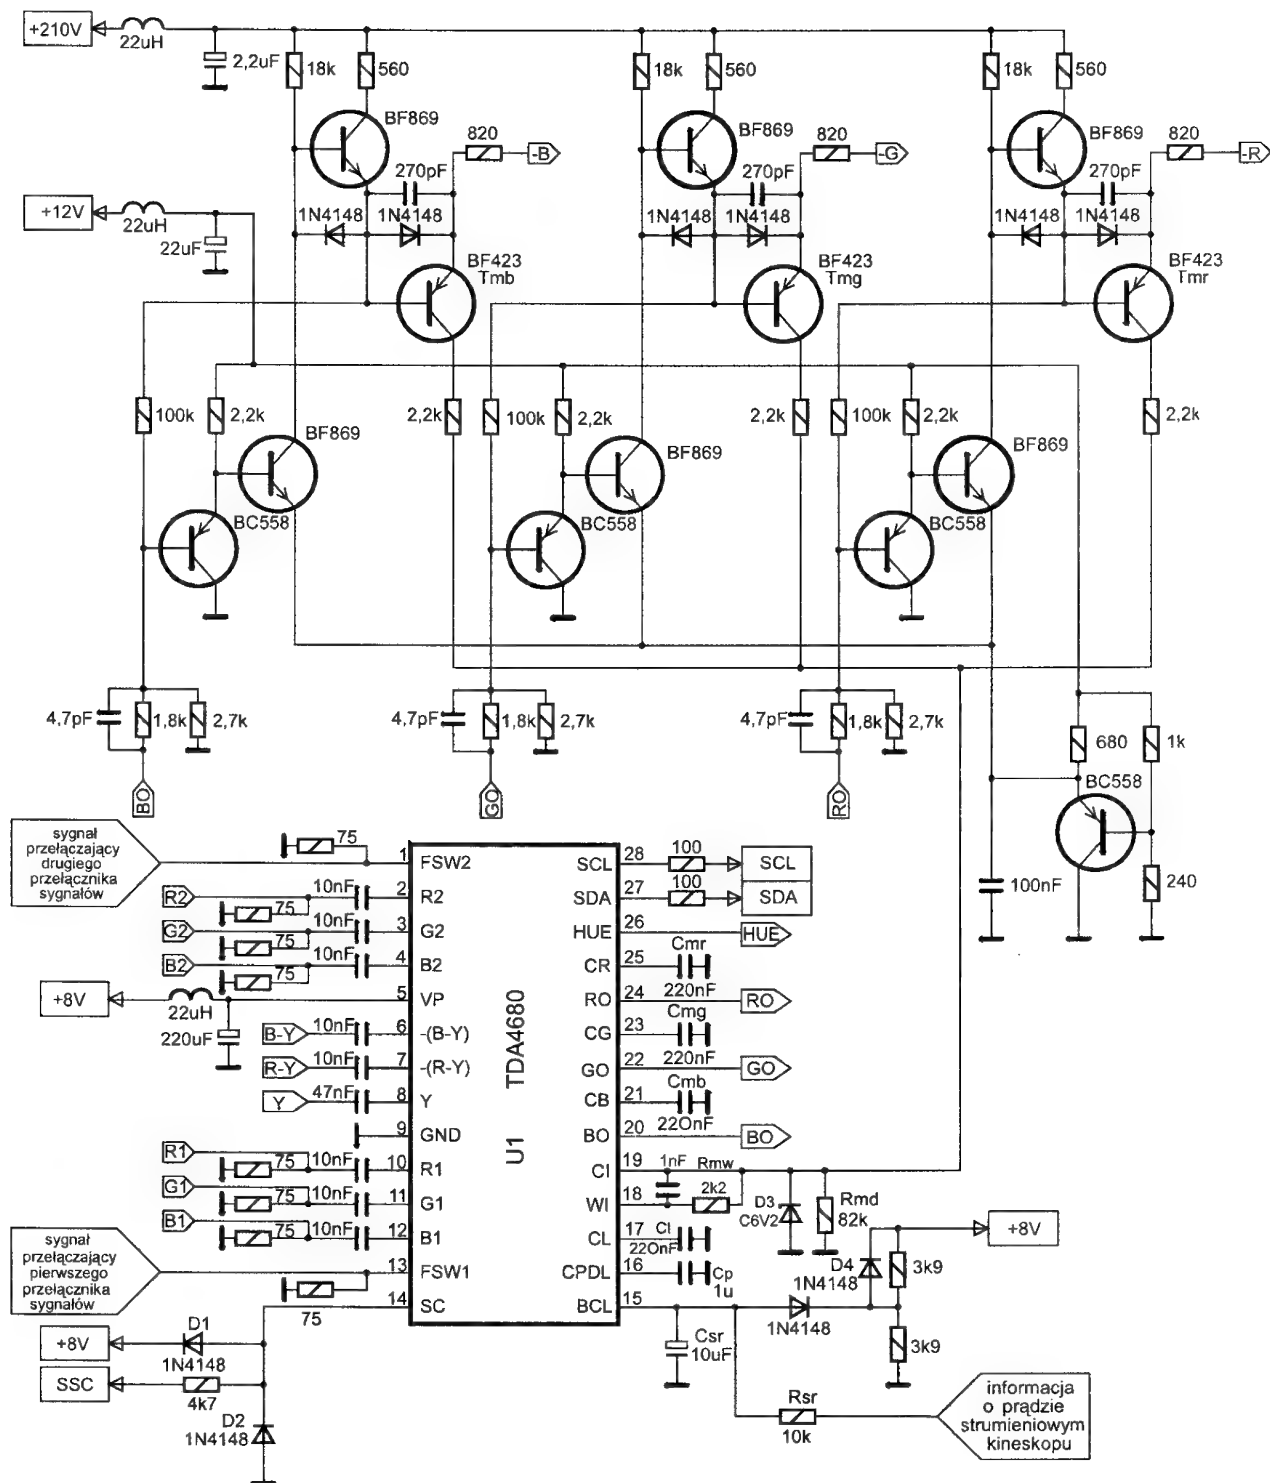 +210V
22uH
2,2uF
18k
560
18k
560
18k
560
BF869
BF869
BF869
820
-B
820
-G
820
-R
270pF
270pF
270pF
+12V
22uH
22uF
1N4148
1N4148
1N4148
1N4148
1N4148
1N4148
BF423
Tmb
BF423
Tmg
BF423
Tmr
100k
2,2k
2,2k
100k
2,2k
2,2k
100k
2,2k
2,2k
BF869
BF869
BF869
BC558
BC558
BC558
4,7pF
1,8k
2,7k
4,7pF
1,8k
2,7k
4,7pF
1,8k
2,7k
BO
GO
RO
680
1k
BC558
100nF
240
sygnał
przełączający
drugiego
przełącznika
sygnałów
75
1
FSW2
R2
10nF
2
R2
75
G2
10nF
3
G2
75
B2
10nF
4
B2
75
+8V
22uH
220uF
5
VP
B-Y
10nF
6
-(B-Y)
R-Y
10nF
7
-(R-Y)
Y
47nF
8
Y
9
GND
R1
75
10nF
10
R1
G1
75
10nF
11
G1
B1
75
10nF
12
B1
sygnał
przełączający
pierwszego
przełącznika
sygnałów
13
FSW1
75
14
SC
TDA4680
U1
SCL
28
100
SCL
SDA
27
100
SDA
HUE
26
HUE
CR
25
Cmr
220nF
RO
24
RO
CG
23
Cmg
220nF
GO
22
GO
CB
21
Cmb
22OnF
BO
20
BO
CI
19
1nF
Rmw
WI
18
2k2
D3
C6V2
Rmd
82k
CL
17
Cl
22OnF
CPDL
16
Cp
1u
BCL
15
D4
1N4148
1N4148
+8V
3k9
3k9
Csr
10uF
Rsr
10k
informacja
o prądzie
strumieniowym
kineskopu
+8V
D1
1N4148
SSC
4k7
D2
1N4148